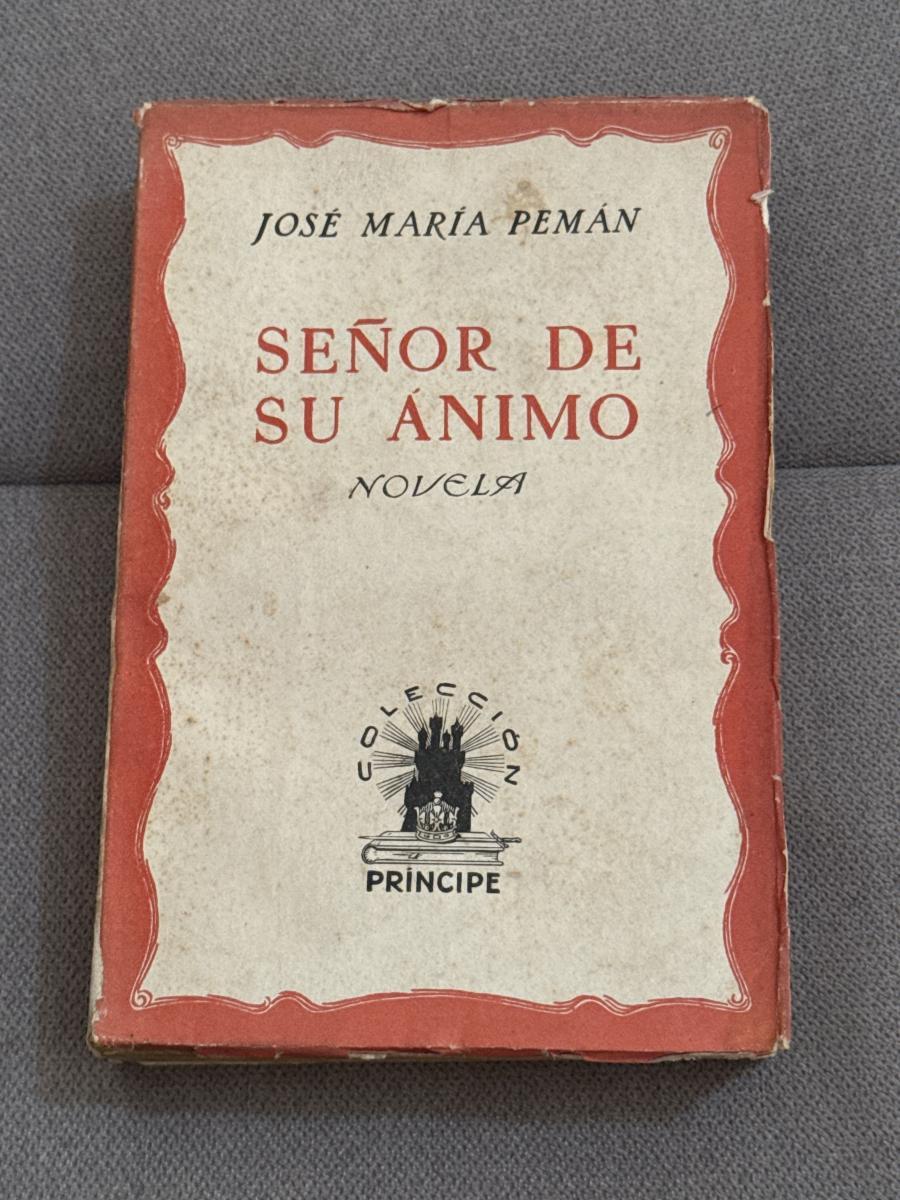 JOSÉ MARÍA PEMÁN
SEÑOR DE
SU ÁNIMO
NOVELA
COLECCIÓN
PRÍNCIPE